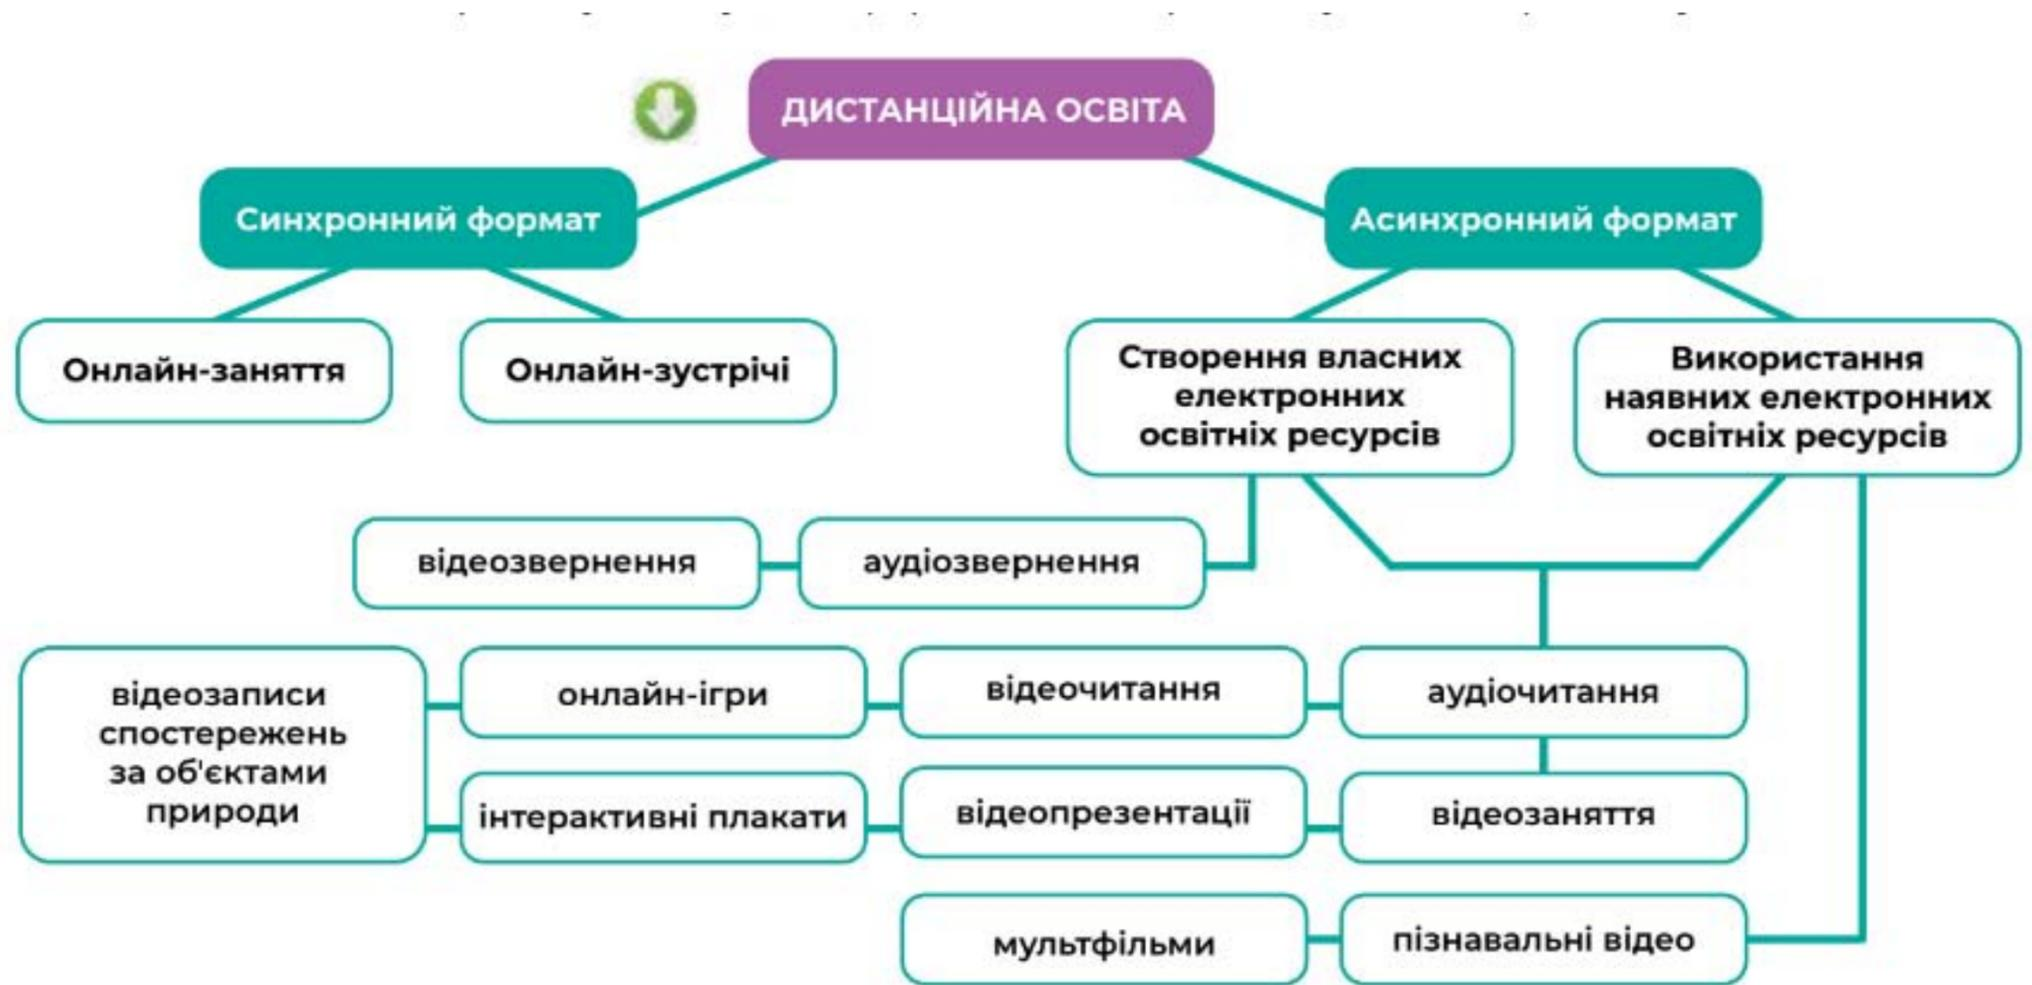 ДИСТАНЦІЙНА ОСВІТА
Синхронний формат
Асинхронний формат
Онлайн-заняття
Онлайн-зустрічі
Створення власних
електронних
освітніх ресурсів
Використання
наявних електронних
освітніх ресурсів
відеозвернення
аудіозвернення
відеозаписи
спостережень
за об'єктами
природи
онлайн-ігри
відеочитання
аудіочитання
інтерактивні плакати
відеопрезентації
відеозаняття
мультфільми
пізнавальні відео